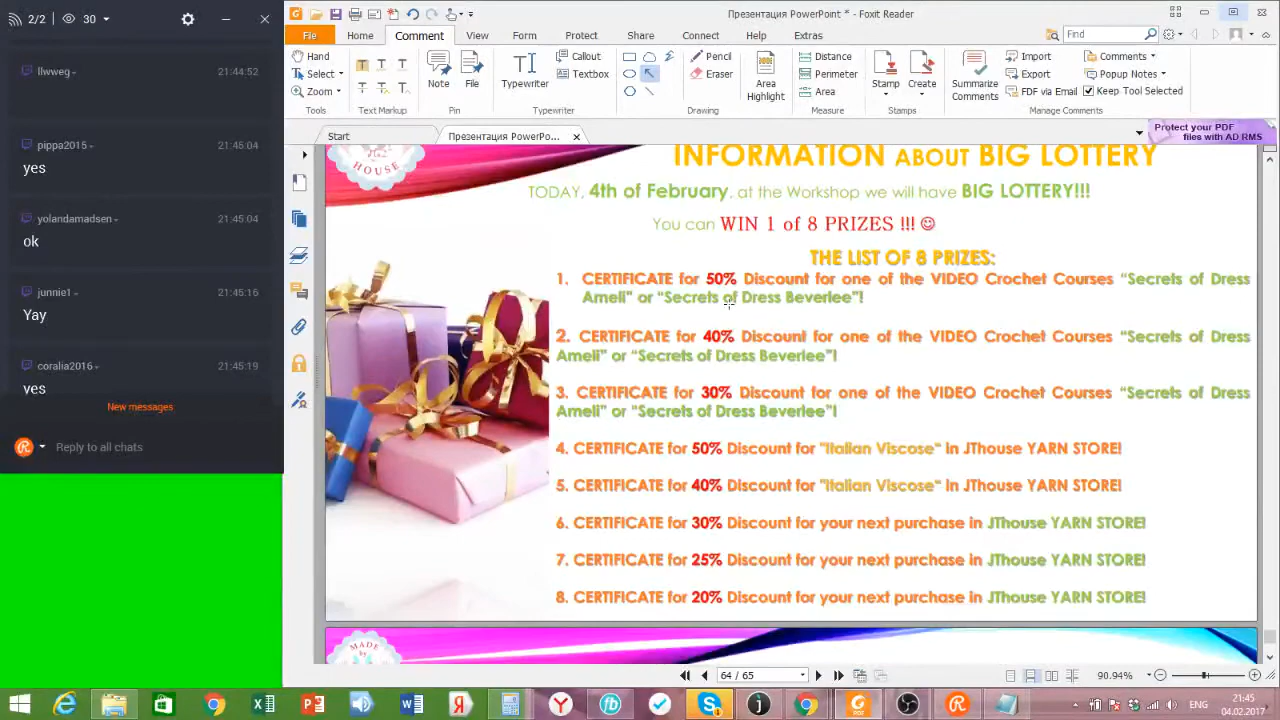 2/2 30
llwweg 21:44:52
pippa2015 21:45:04
yes
yolandamadsen 21:45:04
ok
junnie1 21:45:16
Yay
coralia2016 21:45:19
yes
New messages
Reply to all chats
Презентация PowerPoint * - Foxit Reader
File Home Comment View Form Protect Share Connect Help Extras
Find
Hand
Select
Zoom
Tools
Text Markup
Note
File
Pin
Typewriter
Callout
Textbox
Typewriter
Pencil
Eraser
Drawing
Area Highlight
Distance
Perimeter
Area
Measure
Stamp
Create
Stamps
Summarize Comments
Import
Export
FDF via Email
Comments
Popup Notes
Keep Tool Selected
Manage Comments
Start
Презентация PowerPo...
Protect your PDF
files with AD RMS
HOUSE
INFORMATION ABOUT BIG LOTTERY
TODAY, 4th of February, at the Workshop we will have BIG LOTTERY!!!
You can WIN 1 of 8 PRIZES !!! ☺
THE LIST OF 8 PRIZES:
1. CERTIFICATE for 50% Discount for one of the VIDEO Crochet Courses “Secrets of Dress
Ameli” or “Secrets of Dress Beverlee”!
2. CERTIFICATE for 40% Discount for one of the VIDEO Crochet Courses “Secrets of Dress
Ameli” or “Secrets of Dress Beverlee”!
3. CERTIFICATE for 30% Discount for one of the VIDEO Crochet Courses “Secrets of Dress
Ameli” or “Secrets of Dress Beverlee”!
4. CERTIFICATE for 50% Discount for "Italian Viscose" in JThouse YARN STORE!
5. CERTIFICATE for 40% Discount for "Italian Viscose" in JThouse YARN STORE!
6. CERTIFICATE for 30% Discount for your next purchase in JThouse YARN STORE!
7. CERTIFICATE for 25% Discount for your next purchase in JThouse YARN STORE!
8. CERTIFICATE for 20% Discount for your next purchase in JThouse YARN STORE!
MADE
64 / 65
90.94%
21:45
04.02.2017